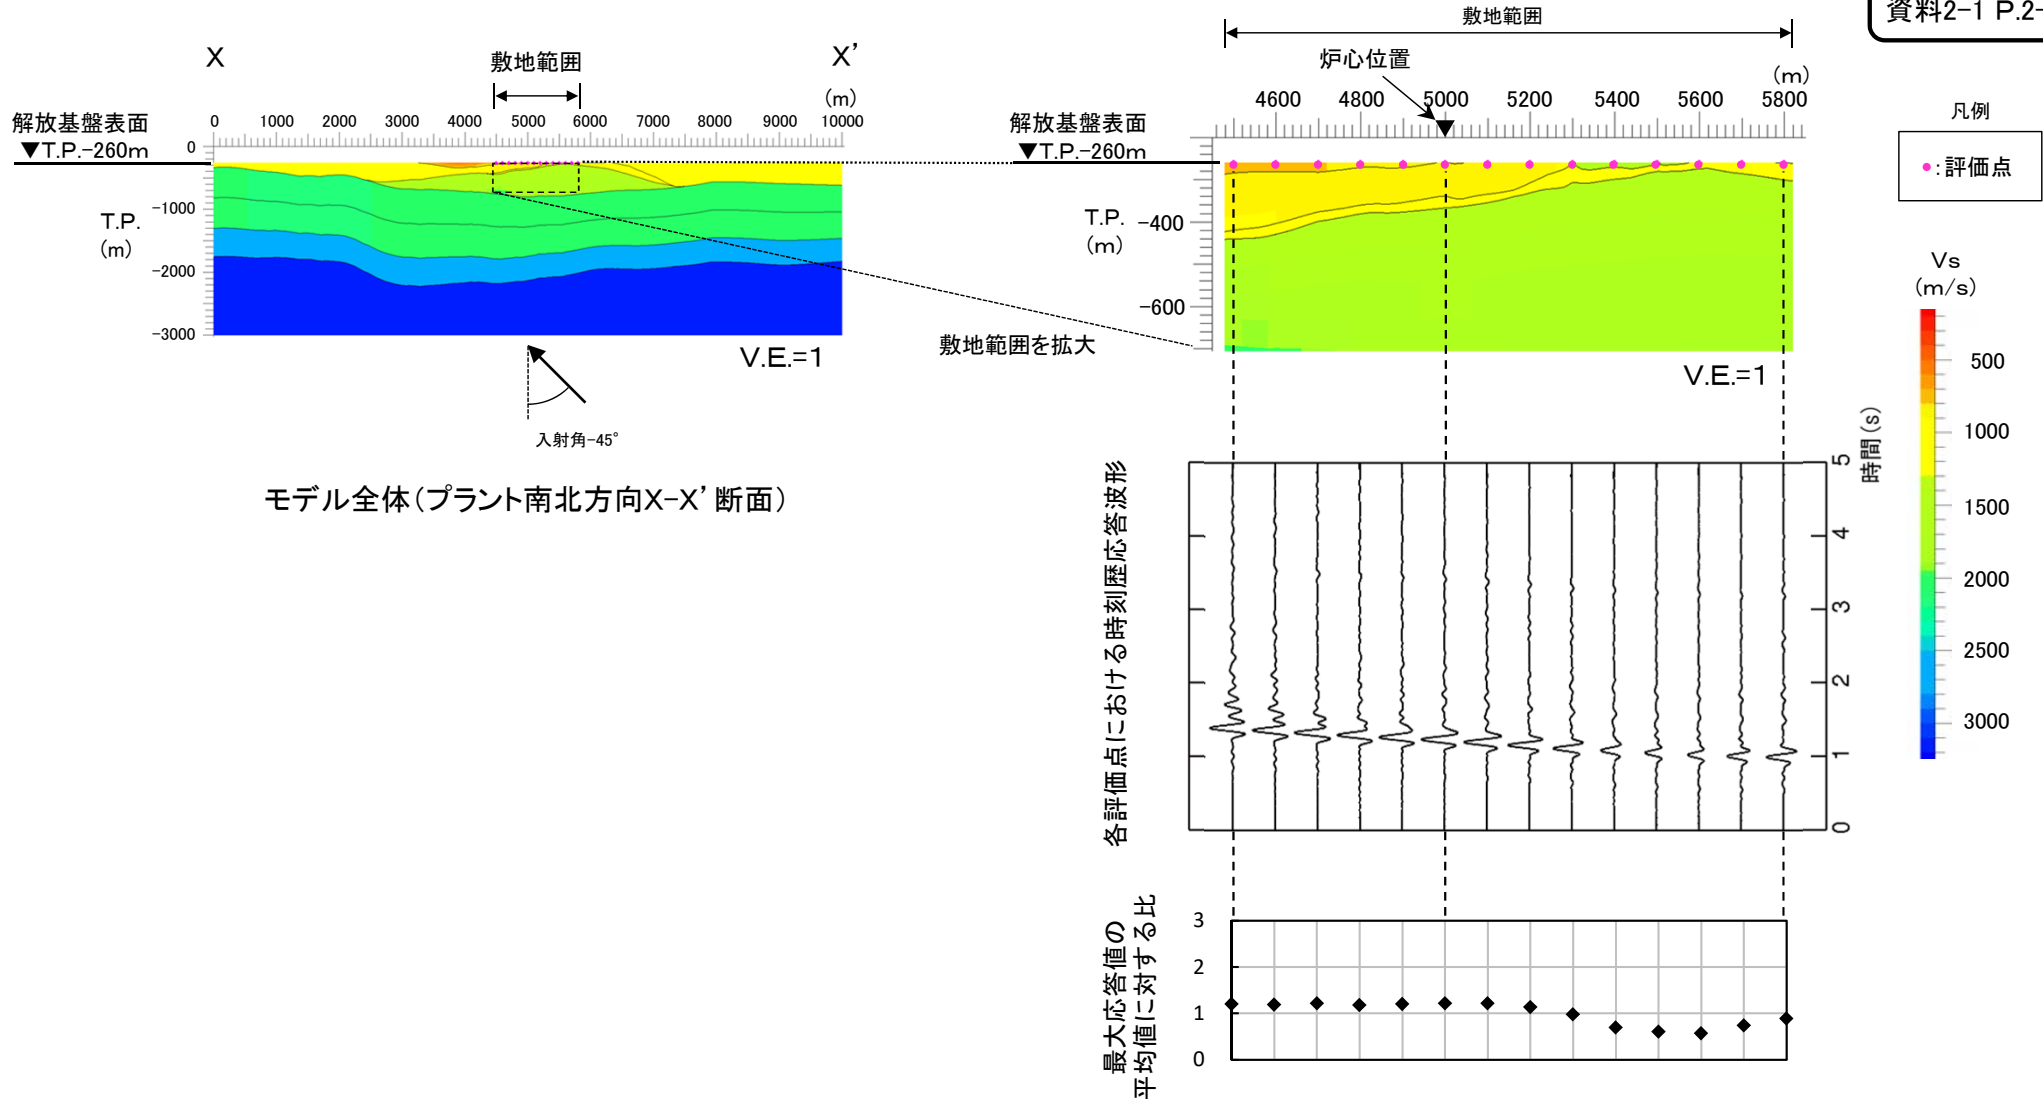 資料2-1 P.2-
X
X’
敷地範囲
(m)
解放基盤表面
▼T.P.-260m
0 1000 2000 3000 4000 5000 6000 7000 8000 9000 10000
0
-1000
-2000
-3000
T.P.
(m)
V.E.=1
入射角-45°
モデル全体(プラント南北方向X-X’断面)
敷地範囲を拡大
敷地範囲
炉心位置
(m)
4600 4800 5000 5200 5400 5600 5800
解放基盤表面
▼T.P.-260m
T.P.
(m)
-400
-600
V.E.=1
凡例
●:評価点
Vs
(m/s)
500
1000
1500
2000
2500
3000
各評価点における時刻歴応答波形
時間(s)
5
4
3
2
1
0
最大応答値の
平均値に対する比
3
2
1
0